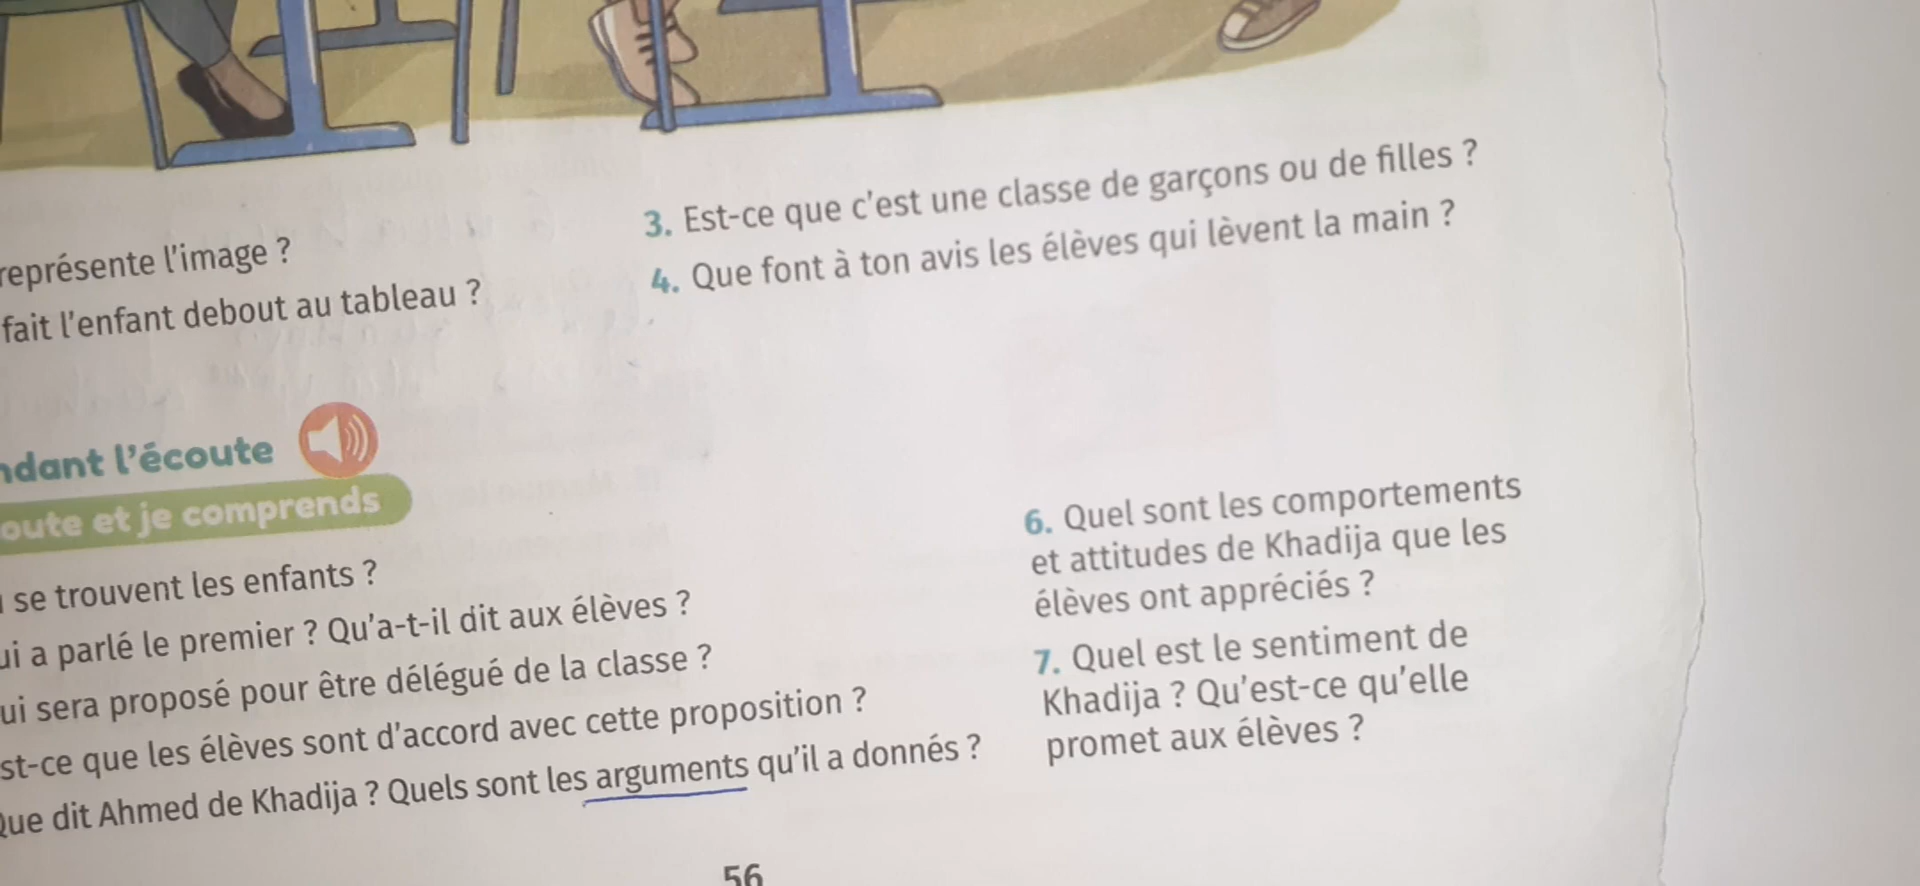 représente l'image ?
fait l'enfant debout au tableau ?
3. Est-ce que c'est une classe de garçons ou de filles ?
4. Que font à ton avis les élèves qui lèvent la main ?
ndant l'écoute
oute et je comprends
se trouvent les enfants ?
ui a parlé le premier ? Qu'a-t-il dit aux élèves ?
ui sera proposé pour être délégué de la classe ?
st-ce que les élèves sont d'accord avec cette proposition ?
Que dit Ahmed de Khadija ? Quels sont les arguments qu'il a donnés ?
6. Quel sont les comportements
et attitudes de Khadija que les
élèves ont appréciés ?
7. Quel est le sentiment de
Khadija ? Qu'est-ce qu'elle
promet aux élèves ?
56